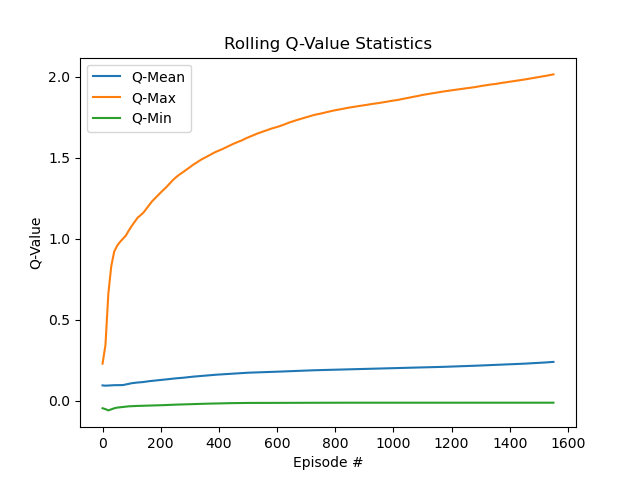 Rolling Q-Value Statistics
Q-Mean
Q-Max
Q-Min
Q-Value
2.0
1.5
1.0
0.5
0.0
0 200 400 600 800 1000 1200 1400 1600
Episode #